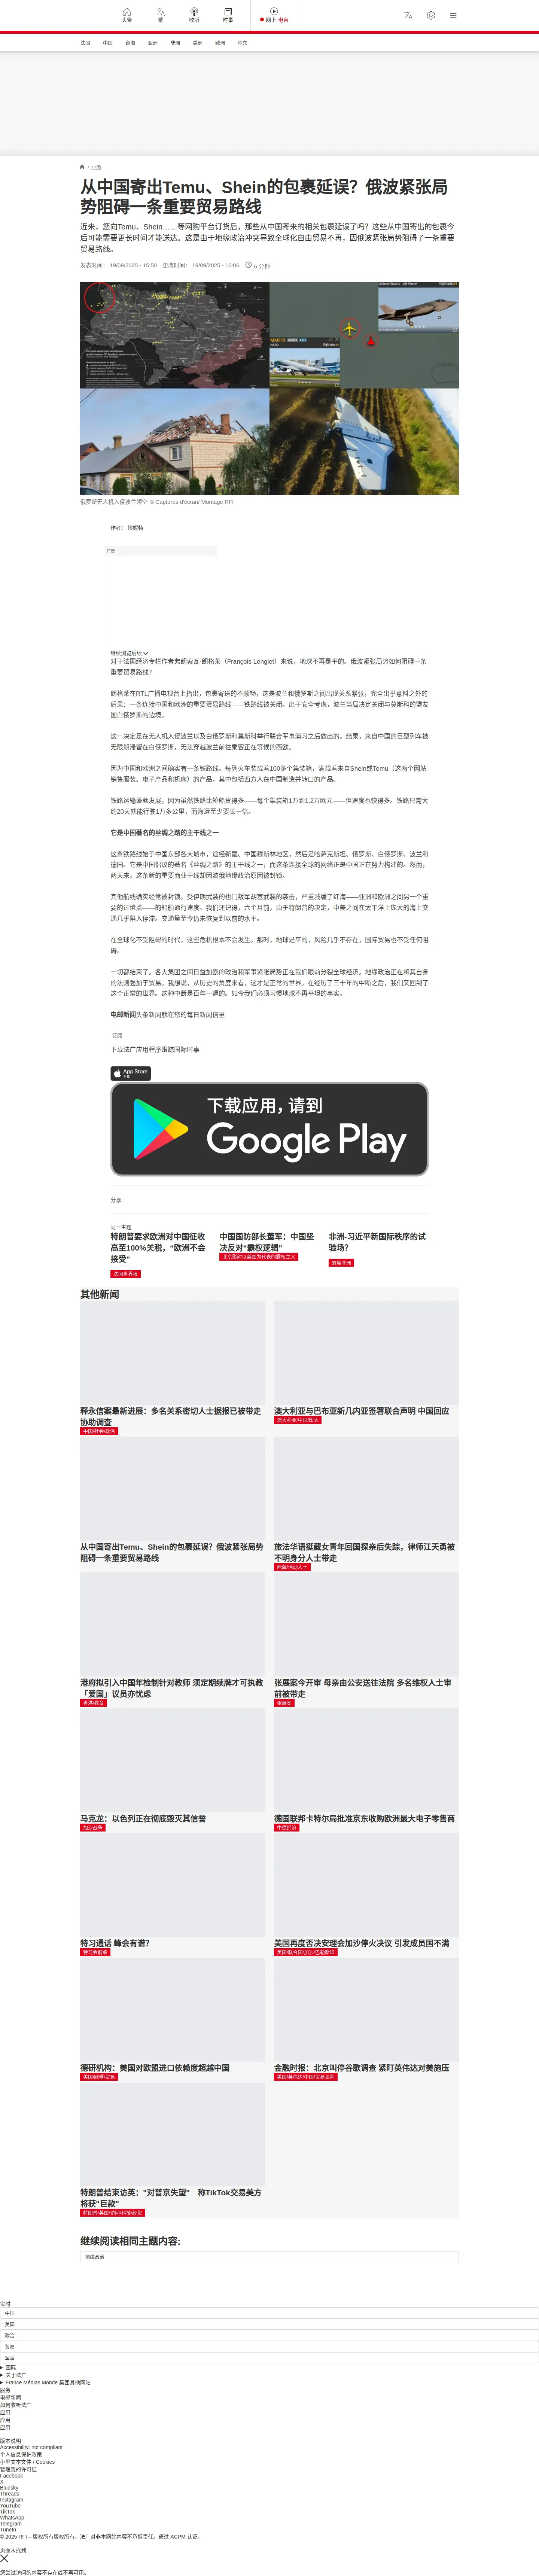 头条
繁
收听
时事
网上 电台
法国
中国
台海
亚洲
非洲
美洲
欧洲
中东
/ 中国
从中国寄出Temu、Shein的包裹延误？俄波紧张局
势阻碍一条重要贸易路线
近来，您向Temu、Shein……等网购平台订货后，那些从中国寄来的相关包裹延误了吗？这些从中国寄出的包裹今
后可能需要更长时间才能送达。这是由于地缘政治冲突导致全球化自由贸易不再，因俄波紧张局势阻碍了一条重要
贸易路线。
发表时间： 19/09/2025 - 15:50 更改时间： 19/09/2025 - 16:06 6 分钟
俄罗斯无人机入侵波兰领空 © Captures d'écran/ Montage RFI
作者： 珍妮特
广告
继续浏览后续
对于法国经济专栏作者弗朗索瓦·朗格莱（François Lenglet）来说，地球不再是平的。俄波紧张局势如何阻碍一条
重要贸易路线？
朗格莱在RTL广播电视台上指出，包裹寄送的不顺畅，这是波兰和俄罗斯之间出现关系紧张，完全出乎意料之外的
后果：一条连接中国和欧洲的重要贸易路线——铁路线被关闭。出于安全考虑，波兰当局决定关闭与莫斯科的盟友
国白俄罗斯的边境。
这一决定是在无人机入侵波兰以及白俄罗斯和莫斯科举行联合军事演习之后做出的。结果，来自中国的巨型列车被
无限期滞留在白俄罗斯，无法穿越波兰前往乘客正在等候的西欧。
因为中国和欧洲之间确实有一条铁路线。每列火车装载着100多个集装箱，满载着来自Shein或Temu（这两个网站
销售服装、电子产品和机床）的产品，其中包括西方人在中国制造并转口的产品。
铁路运输蓬勃发展，因为虽然铁路比轮船贵得多——每个集装箱1万到1.2万欧元——但速度也快得多。铁路只需大
约20天就能行驶1万多公里，而海运至少要长一倍。
它是中国著名的丝绸之路的主干线之一
这条铁路线始于中国东部各大城市，途经新疆、中国穆斯林地区，然后是哈萨克斯坦、俄罗斯、白俄罗斯、波兰和
德国。它是中国倡议的著名《丝绸之路》的主干线之一，而这条连接全球的网络正是中国正在努力构建的。然而，
两天来，这条新的重要商业干线却因波俄地缘政治原因被封锁。
其他航线确实经常被封锁。受伊朗武装的也门叛军胡塞武装的袭击，严重减缓了红海——亚洲和欧洲之间另一个重
要的过境点——的船舶通行速度。我们还记得，六个月前，由于特朗普的决定，中美之间在太平洋上庞大的海上交
通几乎陷入停滞。交通量至今仍未恢复到以前的水平。
在全球化不受阻碍的时代，这些危机根本不会发生。那时，地球是平的，风险几乎不存在，国际贸易也不受任何阻
碍。
一切都结束了。各大集团之间日益加剧的政治和军事紧张局势正在我们眼前分裂全球经济。地缘政治正在将其自身
的法则强加于贸易。我想说，从历史的角度来看，这才是正常的世界。在经历了三十年的中断之后，我们又回到了
这个正常的世界。这种中断是百年一遇的。如今我们必须习惯地球不再平坦的事实。
电邮新闻头条新闻就在您的每日新闻信里
订阅
下载法广应用程序跟踪国际时事
App Store
下载应用，请到
Google Play
分享 :
同一主题
特朗普要求欧洲对中国征收
高至100%关税，“欧洲不会
接受”
法国世界报
中国国防部长董军：中国坚
决反对“霸权逻辑”
北京影射以美国为代表的霸权主义
非洲-习近平新国际秩序的试
验场？
聚焦非洲
其他新闻
释永信案最新进展：多名关系密切人士据报已被带走
协助调查
中国/社会/政治
澳大利亚与巴布亚新几内亚签署联合声明 中国回应
澳大利亚/中国/印太
从中国寄出Temu、Shein的包裹延误？俄波紧张局势
阻碍一条重要贸易路线
旅法华语挺藏女青年回国探亲后失踪，律师江天勇被
不明身分人士带走
西藏/活动人士
港府拟引入中国年检制针对教师 须定期续牌才可执教
「爱国」议员亦忧虑
香港/教育
张展案今开审 母亲由公安送往法院 多名维权人士审
前被带走
张展案
马克龙：以色列正在彻底毁灭其信誉
加沙战争
德国联邦卡特尔局批准京东收购欧洲最大电子零售商
中德经济
特习通话 峰会有谱？
特习会前瞻
美国再度否决安理会加沙停火决议 引发成员国不满
美国/联合国/加沙/巴勒斯坦
德研机构：美国对欧盟进口依赖度超越中国
美国/欧盟/贸易
金融时报：北京叫停谷歌调查 紧盯英伟达对美施压
美国/英伟达/中国/贸易谈判
特朗普结束访英："对普京失望" 称TikTok交易美方
将获“巨款”
特朗普/英国/访问/科技/经贸
继续阅读相同主题内容:
地缘政治
实时
中国
美国
政治
贸易
军事
国际
关于法广
France Médias Monde 集团其他网站
服务
电邮新闻
如何收听法广
应用
应用
应用
版本说明
Accessibility: not compliant
个人信息保护政策
小型文本文件 / Cookies
管理我的许可证
Facebook
X
Bluesky
Threads
Instagram
YouTube
TikTok
WhatsApp
Telegram
TuneIn
© 2025 RFI – 版权所有版权所有。法广对非本网站内容不承担责任。通过 ACPM 认证。
页面未找到
您尝试访问的内容不存在或不再可用。